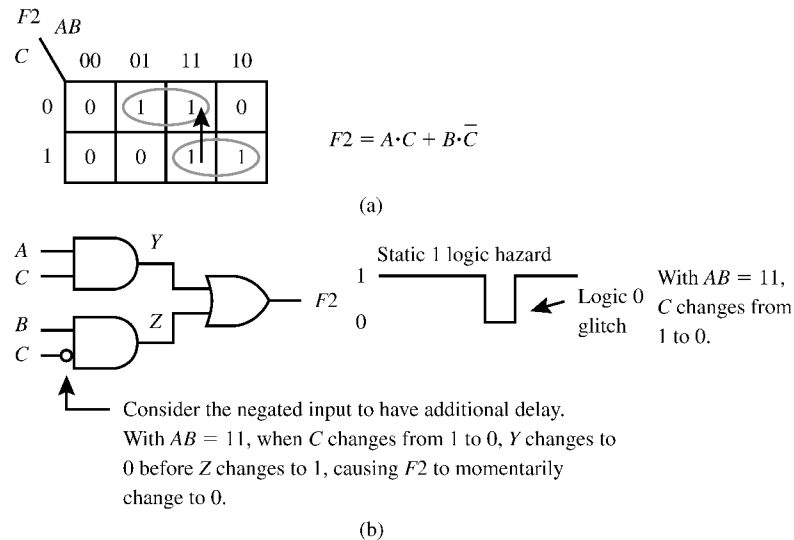 F2 AB
C 00 01 11 10
0 0 1 1 0
1 0 0 1 1
F2 = A·C + B·C̅
(a)
A
C
Y
B
C
Z
F2
Static 1 logic hazard
1
0
Logic 0
glitch
With AB = 11,
C changes from
1 to 0.
Consider the negated input to have additional delay.
With AB = 11, when C changes from 1 to 0, Y changes to
0 before Z changes to 1, causing F2 to momentarily
change to 0.
(b)